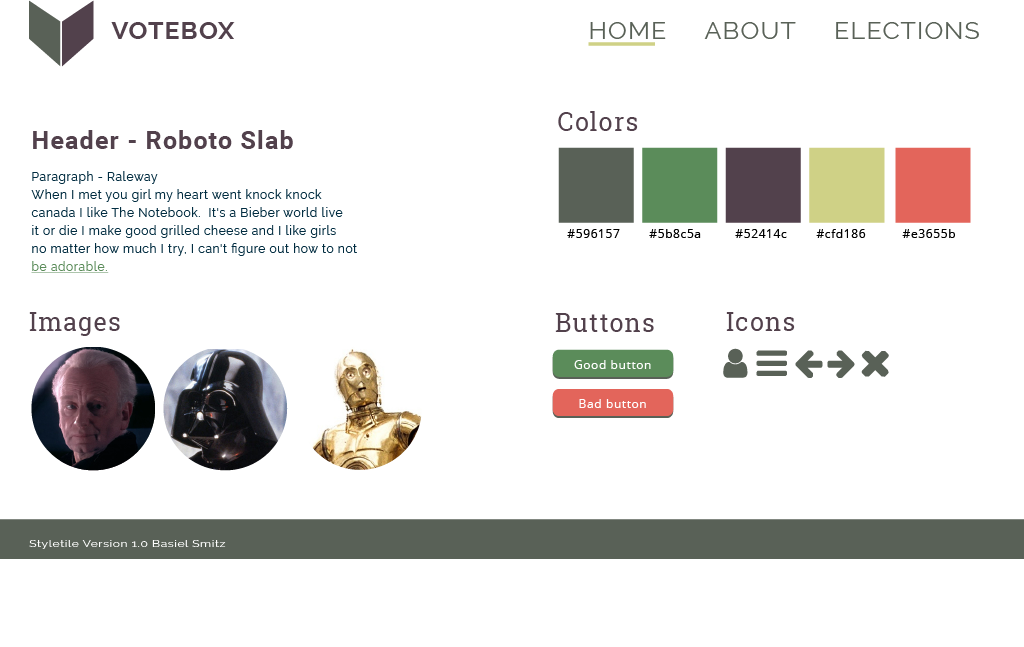 VOTEBOX
HOME ABOUT ELECTIONS
Header - Roboto Slab
Paragraph - Raleway
When I met you girl my heart went knock knock
canada I like The Notebook.  It's a Bieber world live
it or die I make good grilled cheese and I like girls
no matter how much I try, I can't figure out how to not
be adorable.
Colors
#596157 #5b8c5a #52414c #cfd186 #e3655b
Images
Buttons
Good button
Bad button
Icons
Styletile Version 1.0 Basiel Smitz